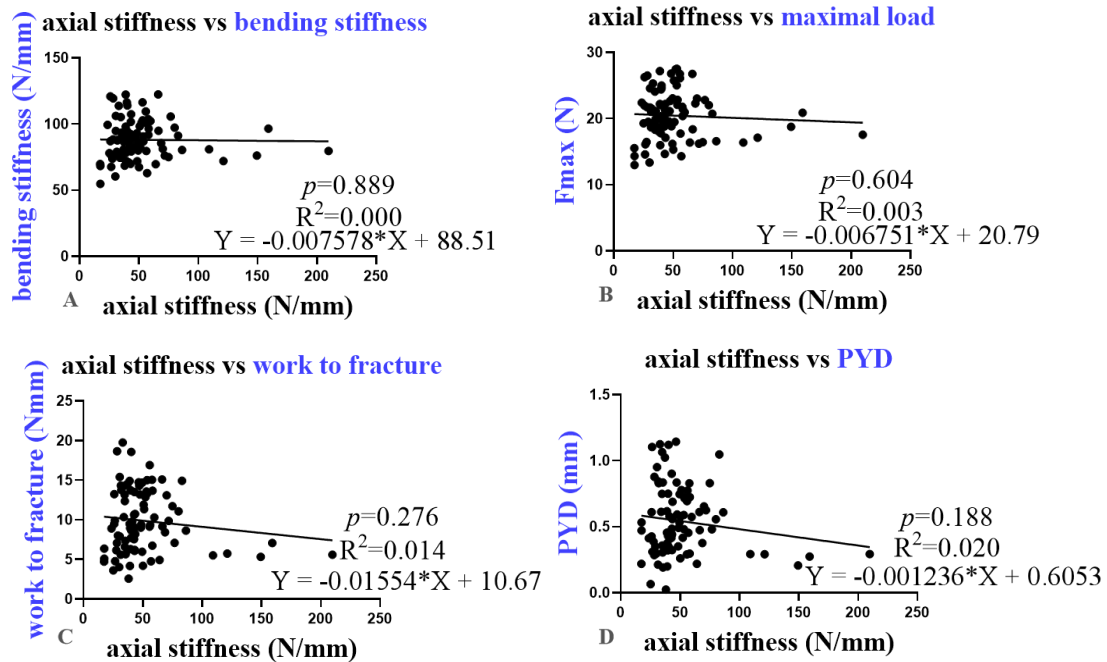 axial stiffness vs bending stiffness
bending stiffness (N/mm)
150
100
50
0
0 50 100 150 200 250
p=0.889
R²=0.000
Y = -0.007578*X + 88.51
A
axial stiffness (N/mm)
axial stiffness vs maximal load
Fmax (N)
30
20
10
0
0 50 100 150 200 250
p=0.604
R²=0.003
Y = -0.006751*X + 20.79
B
axial stiffness (N/mm)
axial stiffness vs work to fracture
work to fracture (Nmm)
25
20
15
10
5
0
0 50 100 150 200 250
p=0.276
R²=0.014
Y = -0.01554*X + 10.67
C
axial stiffness (N/mm)
axial stiffness vs PYD
PYD (mm)
1.5
1.0
0.5
0.0
0 50 100 150 200 250
p=0.188
R²=0.020
Y = -0.001236*X + 0.6053
D
axial stiffness (N/mm)